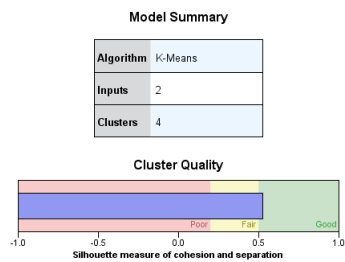 Model Summary
Algorithm K-Means
Inputs 2
Clusters 4
Cluster Quality
Poor Fair Good
-1.0 -0.5 0.0 0.5 1.0
Silhouette measure of cohesion and separation